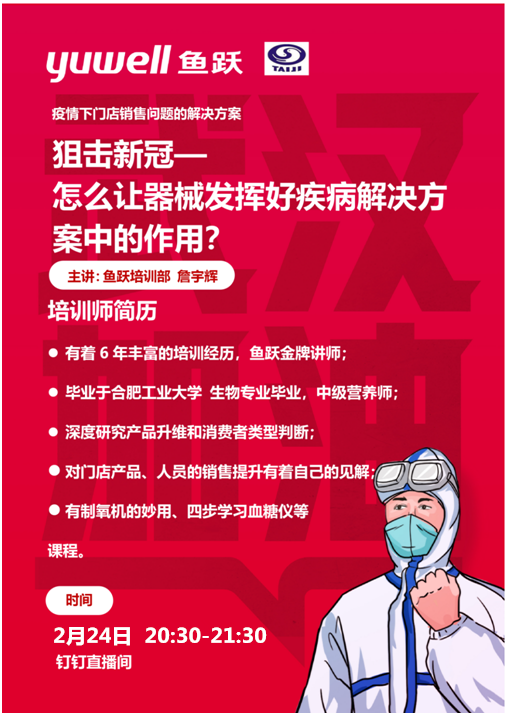 yuwell 鱼跃
TAIJI
疫情下门店销售问题的解决方案
狙击新冠—
怎么让器械发挥好疾病解决方
案中的作用？
主讲：鱼跃培训部 詹宇辉
培训师简历
● 有着 6 年丰富的培训经历，鱼跃金牌讲师；
● 毕业于合肥工业大学 生物专业毕业，中级营养师；
● 深度研究产品升维和消费者类型判断；
● 对门店产品、人员的销售提升有着自己的见解；
● 有制氧机的妙用、四步学习血糖仪等
课程。
时间
2月24日 20:30-21:30
钉钉直播间
武汉
加油